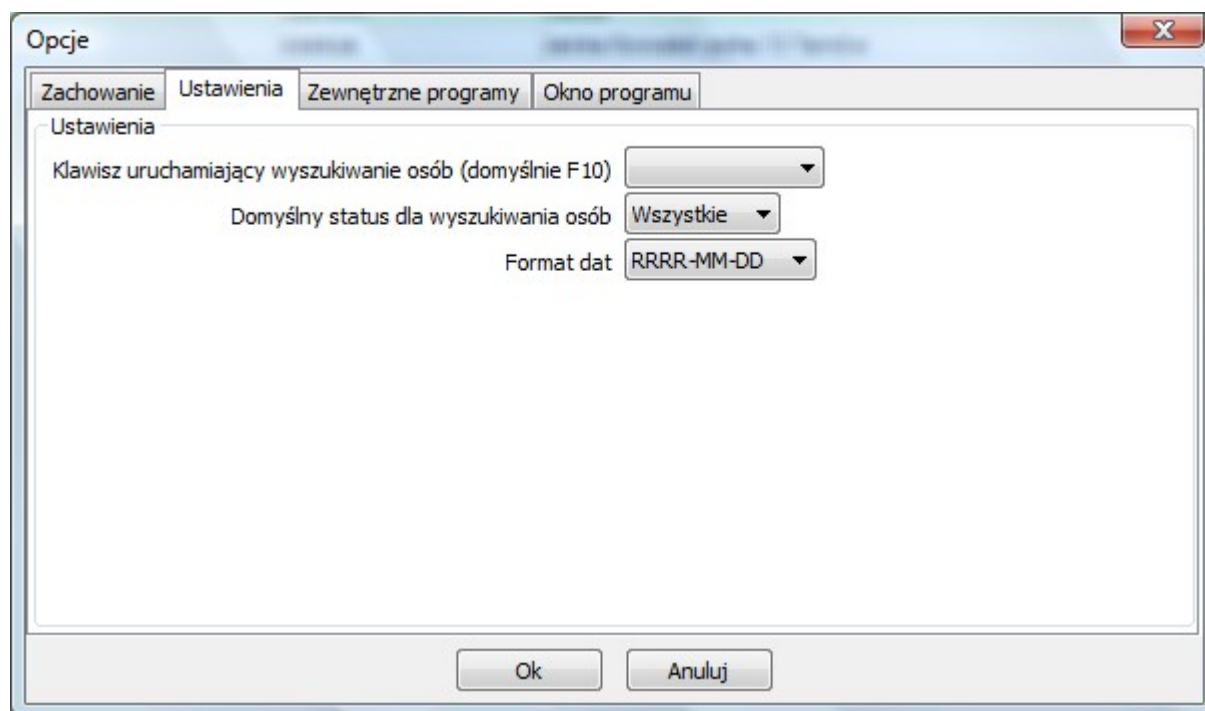 Opcje
Zachowanie Ustawienia Zewnętrzne programy Okno programu
Ustawienia
Klawisz uruchamiający wyszukiwanie osób (domyślnie F10)
Domyślny status dla wyszukiwania osób Wszystkie
Format dat RRRR-MM-DD
Ok Anuluj